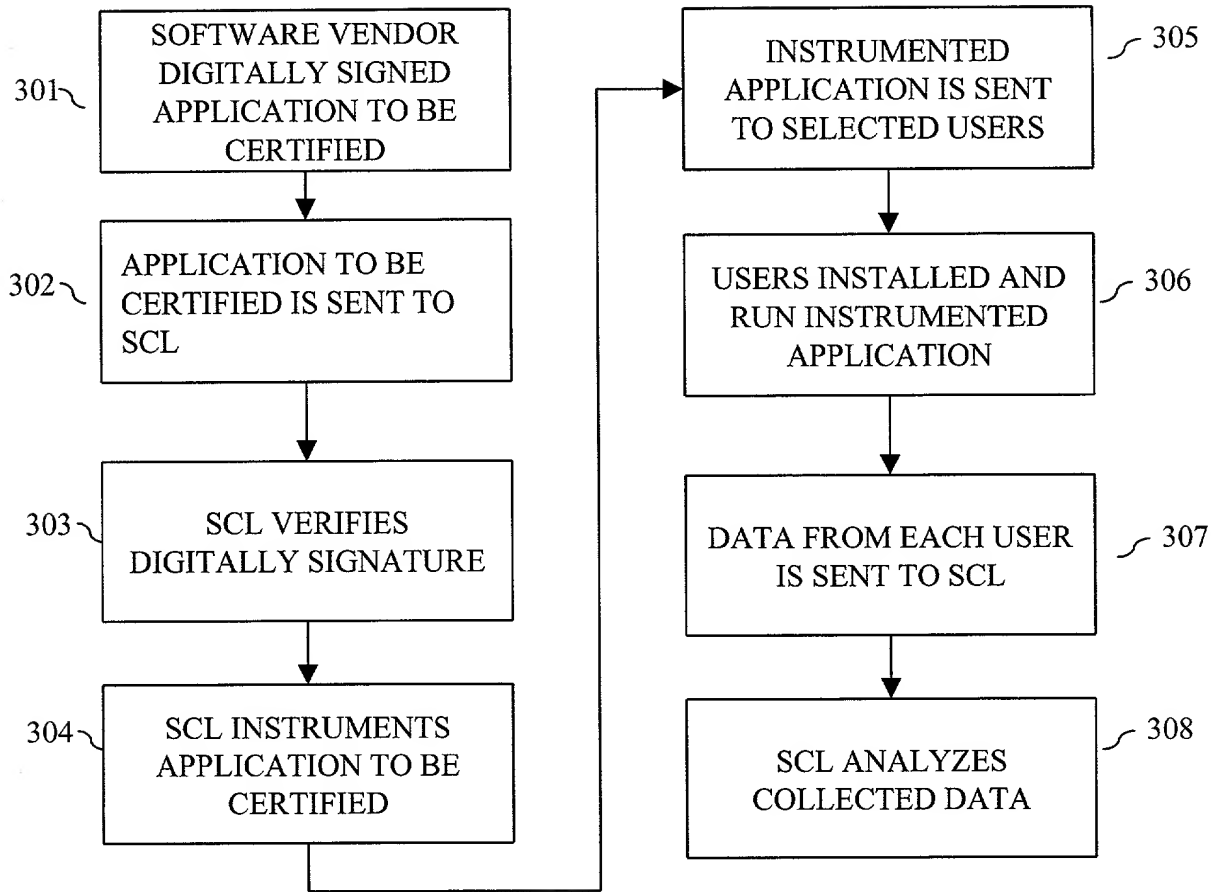 301
SOFTWARE VENDOR
DIGITALLY SIGNED
APPLICATION TO BE
CERTIFIED
302
APPLICATION TO BE
CERTIFIED IS SENT TO
SCL
303
SCL VERIFIES
DIGITALLY SIGNATURE
304
SCL INSTRUMENTS
APPLICATION TO BE
CERTIFIED
305
INSTRUMENTED
APPLICATION IS SENT
TO SELECTED USERS
306
USERS INSTALLED AND
RUN INSTRUMENTED
APPLICATION
307
DATA FROM EACH USER
IS SENT TO SCL
308
SCL ANALYZES
COLLECTED DATA